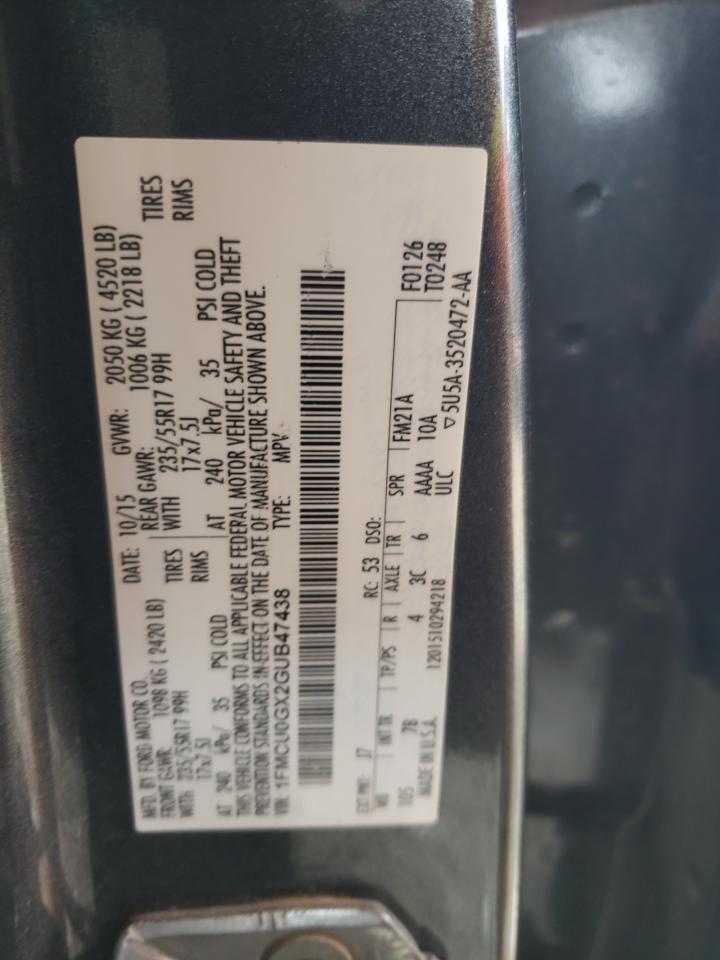 MFD. BY FORD MOTOR CO.
DATE: 10/15 GVWR: 2050 KG ( 4520 LB)
FRONT GAWR: 1098 KG ( 2420 LB) REAR GAWR: 1006 KG ( 2218 LB)
WITH 235/55R17 99H TIRES WITH 235/55R17 99H TIRES
17x7.5J RIMS 17x7.5J RIMS
AT 240 kPa/ 35 PSI COLD AT 240 kPa/ 35 PSI COLD
THIS VEHICLE CONFORMS TO ALL APPLICABLE FEDERAL MOTOR VEHICLE SAFETY AND THEFT
PREVENTION STANDARDS IN EFFECT ON THE DATE OF MANUFACTURE SHOWN ABOVE.
VIN: 1FMCU0GX2GUB47438 TYPE: MPV
EXT PNT: J7 RC: 53 DSO:
WB INT TR TP/PS R AXLE TR SPR FM21A F0126
105 7B 4 3C 6 AAAA 10A T0248
MADE IN U.S.A. 1201510294218 ULC ▽5U5A-3520472-AA